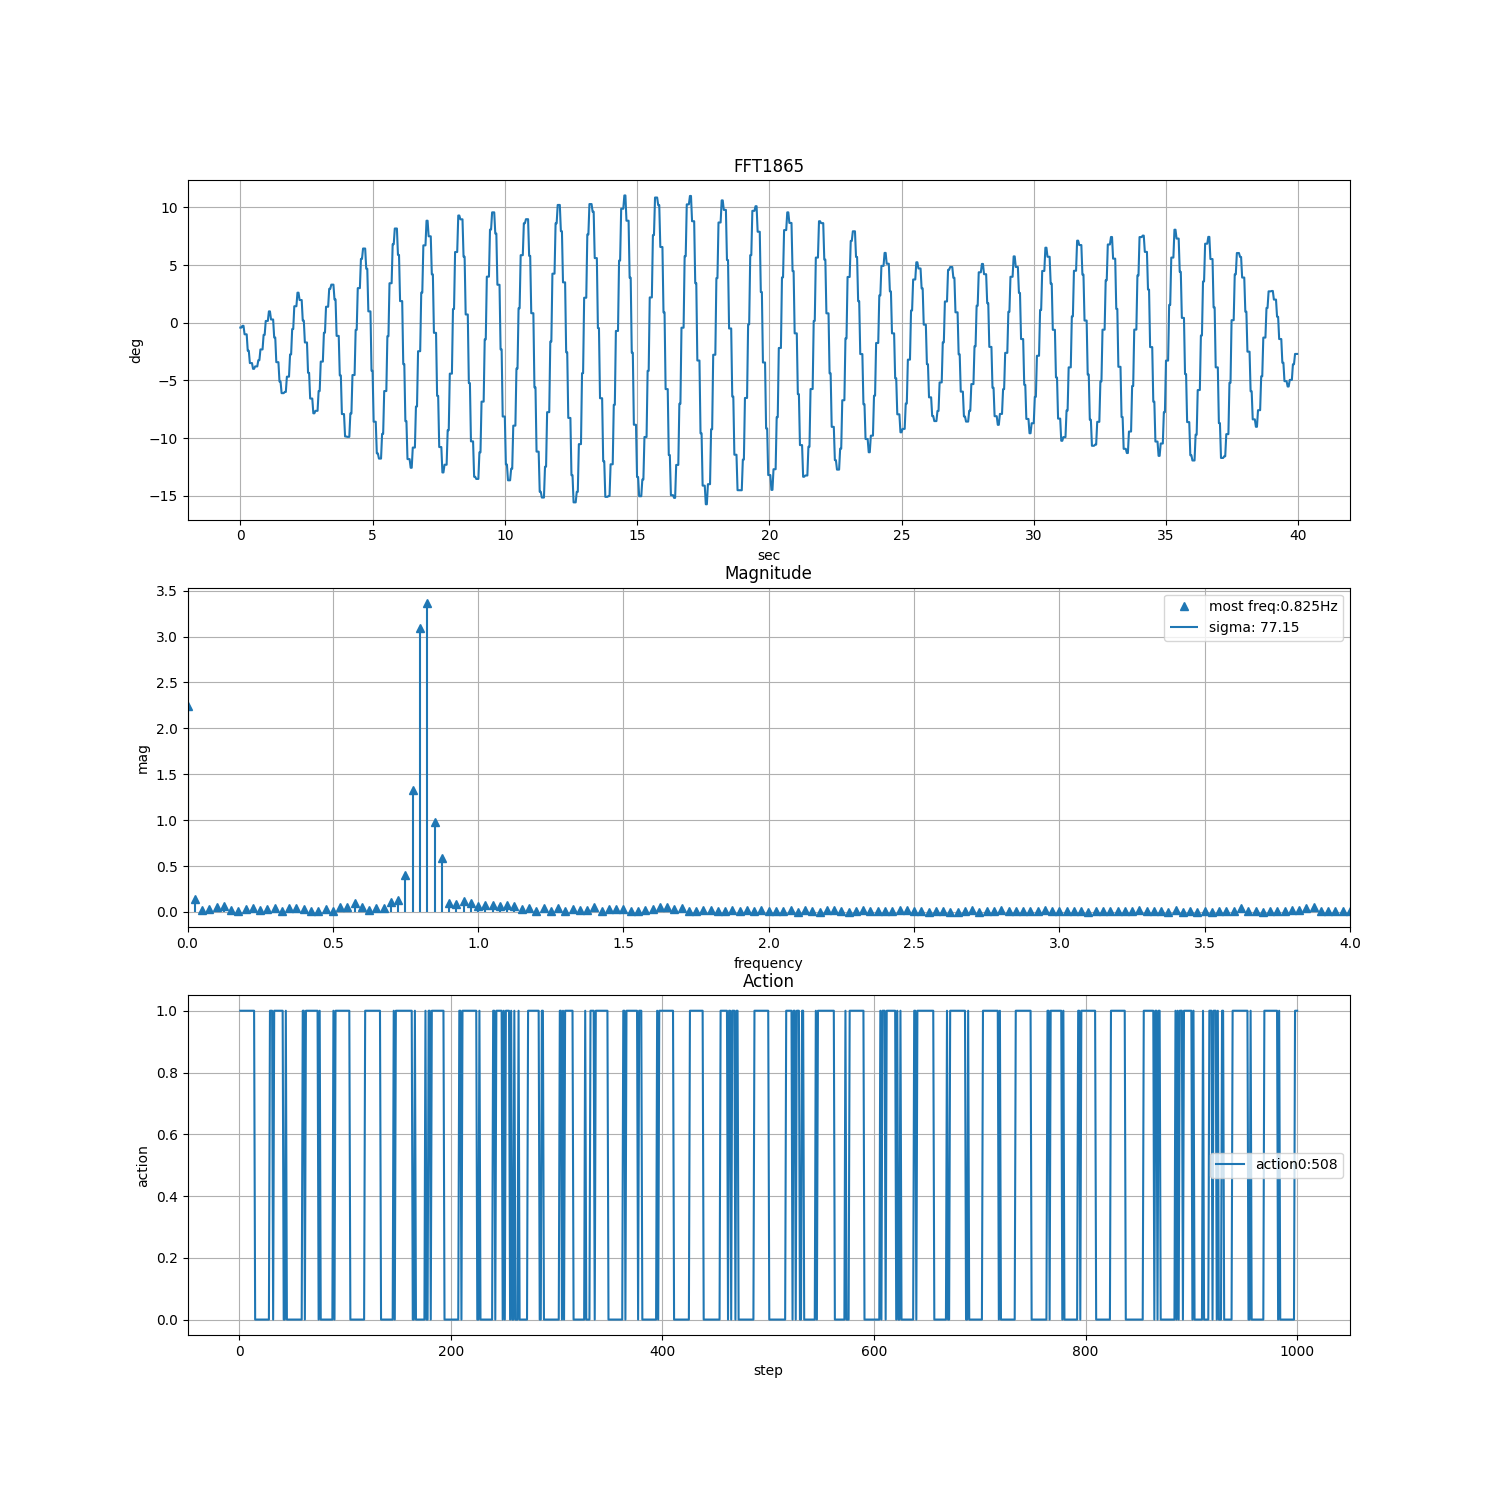 FFT1865
10
5
0
−5
−10
−15
deg
0 5 10 15 20 25 30 35 40
sec
Magnitude
3.5
3.0
2.5
2.0
1.5
1.0
0.5
0.0
mag
most freq:0.825Hz
sigma: 77.15
0.0 0.5 1.0 1.5 2.0 2.5 3.0 3.5 4.0
frequency
Action
1.0
0.8
0.6
0.4
0.2
0.0
action
action0:508
0 200 400 600 800 1000
step